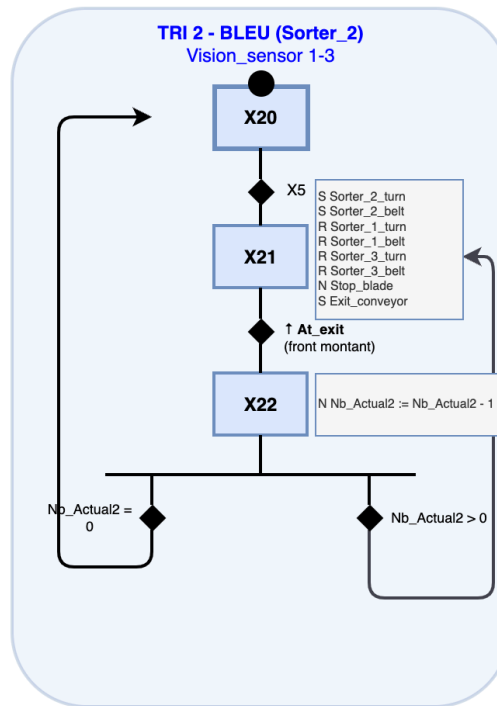 TRI 2 - BLEU (Sorter_2)
Vision_sensor 1-3
X20
X5
S Sorter_2_turn
S Sorter_2_belt
R Sorter_1_turn
R Sorter_1_belt
R Sorter_3_turn
R Sorter_3_belt
N Stop_blade
S Exit_conveyor
X21
↑ At_exit
(front montant)
X22
N Nb_Actual2 := Nb_Actual2 - 1
Nb_Actual2 =
0
Nb_Actual2 > 0